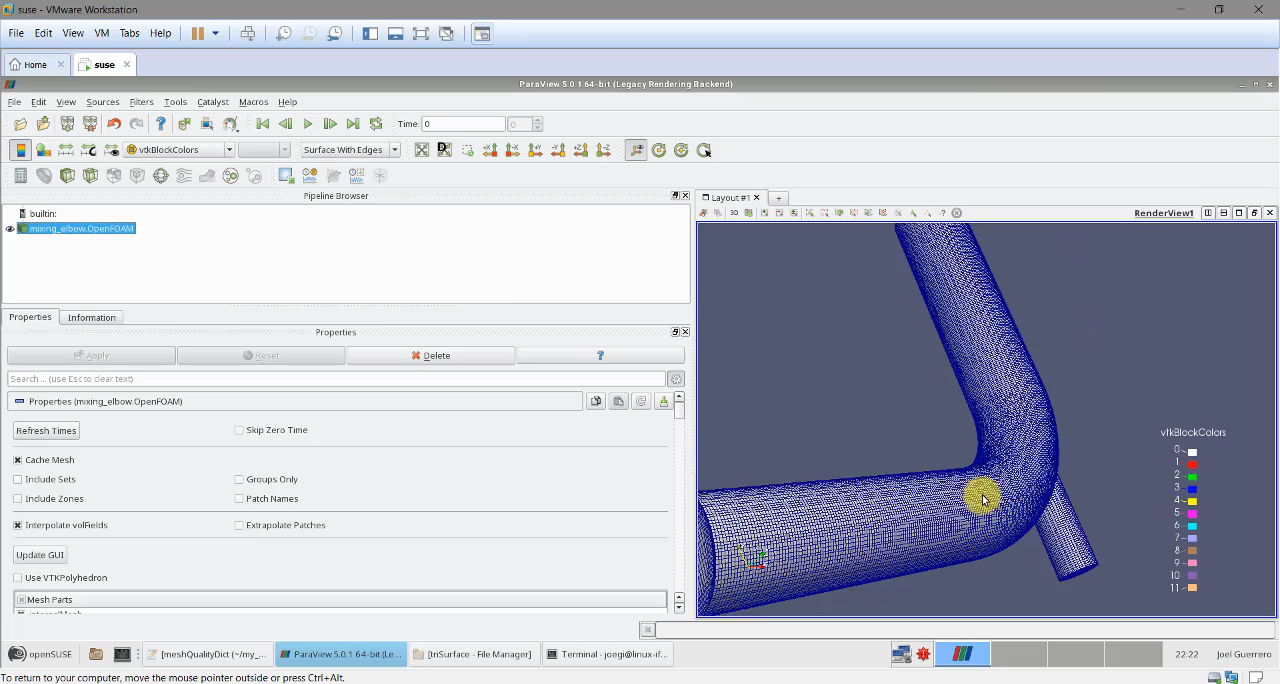 suse - VMware Workstation
File Edit View VM Tabs Help
Home suse
ParaView 5.0.1 64-bit (Legacy Rendering Backend)
File Edit View Sources Filters Tools Catalyst Macros Help
Time: 0 0
vtkBlockColors Surface With Edges
Pipeline Browser
Layout #1
3D RenderView1
builtin:
mixing_elbow.OpenFOAM
Properties Information
Properties
Apply Reset Delete ?
Search ... (use Esc to clear text)
Properties (mixing_elbow.OpenFOAM)
Refresh Times Skip Zero Time
Cache Mesh
Include Sets Groups Only
Include Zones Patch Names
Interpolate volFields Extrapolate Patches
Update GUI
Use VTKPolyhedron
Mesh Parts
internalMesh
vtkBlockColors
0
1
2
3
4
5
6
7
8
9
10
11
openSUSE [meshQualityDict (~/my_... ParaView 5.0.1 64-bit (Le... [triSurface - File Manager] Terminal - joegi@linux-if... 22:22 Joel Guerrero
To return to your computer, move the mouse pointer outside or press Ctrl+Alt.